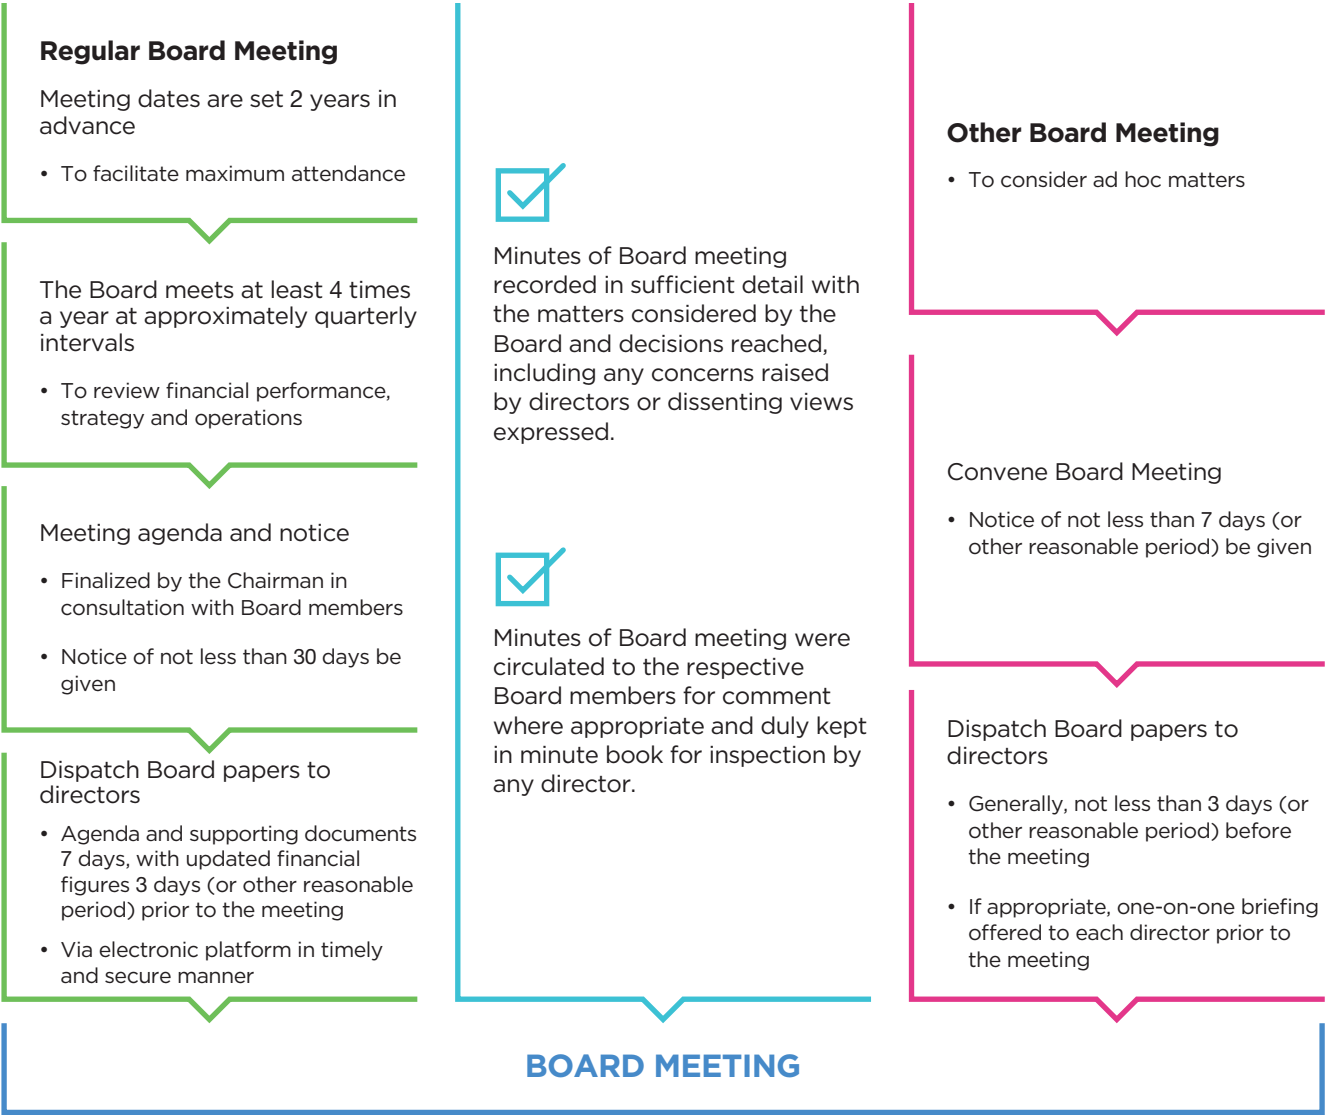 Regular Board Meeting
Meeting dates are set 2 years in
advance
• To facilitate maximum attendance
The Board meets at least 4 times
a year at approximately quarterly
intervals
• To review financial performance,
strategy and operations
Meeting agenda and notice
• Finalized by the Chairman in
consultation with Board members
• Notice of not less than 30 days be
given
Dispatch Board papers to
directors
• Agenda and supporting documents
7 days, with updated financial
figures 3 days (or other reasonable
period) prior to the meeting
• Via electronic platform in timely
and secure manner
Minutes of Board meeting
recorded in sufficient detail with
the matters considered by the
Board and decisions reached,
including any concerns raised
by directors or dissenting views
expressed.
Minutes of Board meeting were
circulated to the respective
Board members for comment
where appropriate and duly kept
in minute book for inspection by
any director.
Other Board Meeting
• To consider ad hoc matters
Convene Board Meeting
• Notice of not less than 7 days (or
other reasonable period) be given
Dispatch Board papers to
directors
• Generally, not less than 3 days (or
other reasonable period) before
the meeting
• If appropriate, one-on-one briefing
offered to each director prior to
the meeting
BOARD MEETING